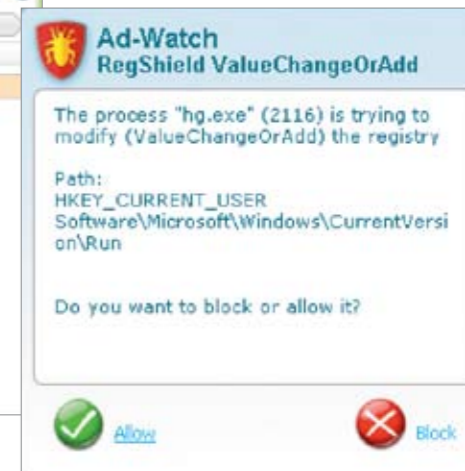 Ad-Watch
RegShield ValueChangeOrAdd
The process "hg.exe" (2116) is trying to
modify (ValueChangeOrAdd) the registry
Path:
HKEY_CURRENT_USER
Software\Microsoft\Windows\CurrentVersi
on\Run
Do you want to block or allow it?
Allow
Block